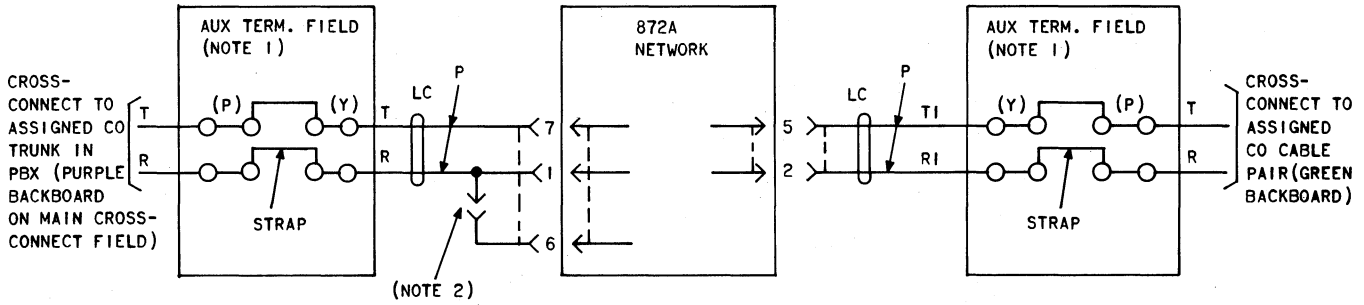 AUX TERM. FIELD
(NOTE 1)
872A
NETWORK
AUX TERM. FIELD
(NOTE 1)
CROSS-
CONNECT TO
ASSIGNED CO
TRUNK IN
PBX (PURPLE
BACKBOARD
ON MAIN CROSS-
CONNECT FIELD)
T
R
(P)
(Y)
STRAP
T
R
LC
P
(NOTE 2)
7
1
6
5
2
LC
P
T1
R1
(Y)
(P)
STRAP
T
R
CROSS-
CONNECT TO
ASSIGNED
CO CABLE
PAIR(GREEN
BACKBOARD)